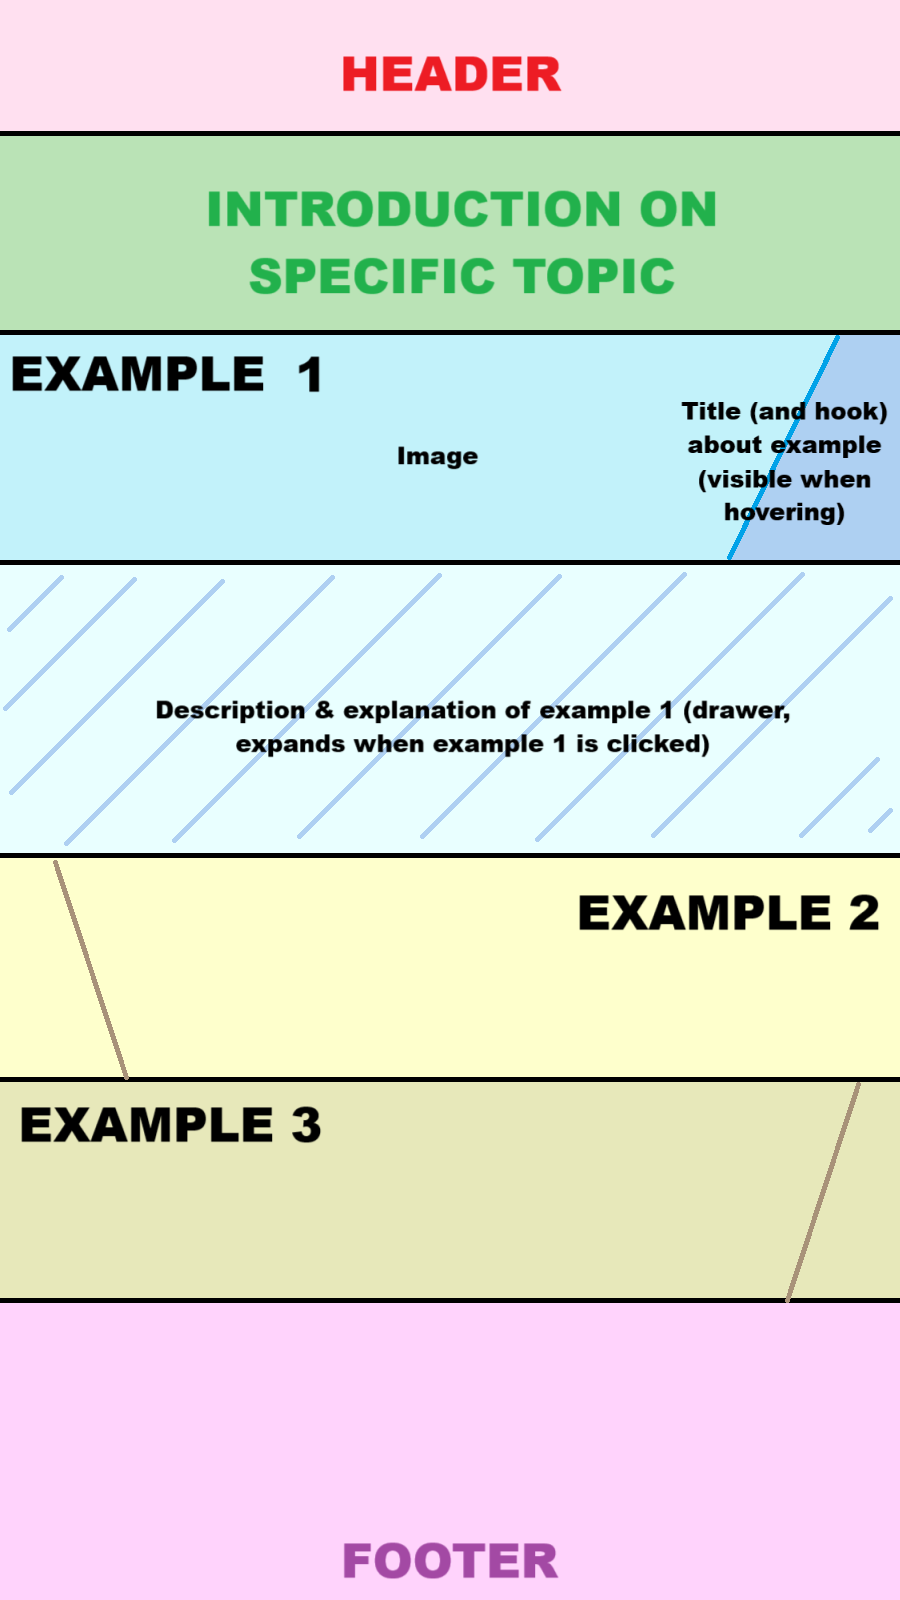 HEADER
INTRODUCTION ON
SPECIFIC TOPIC
EXAMPLE 1
Image
Title (and hook)
about example
(visible when
hovering)
Description & explanation of example 1 (drawer,
expands when example 1 is clicked)
EXAMPLE 2
EXAMPLE 3
FOOTER